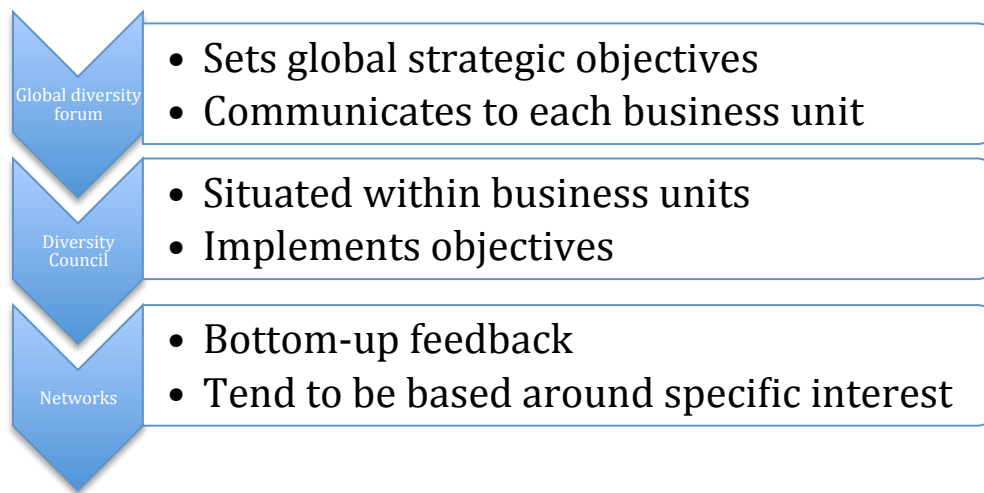 Global diversity
forum
• Sets global strategic objectives
• Communicates to each business unit
Diversity
Council
• Situated within business units
• Implements objectives
Networks
• Bottom-up feedback
• Tend to be based around specific interest